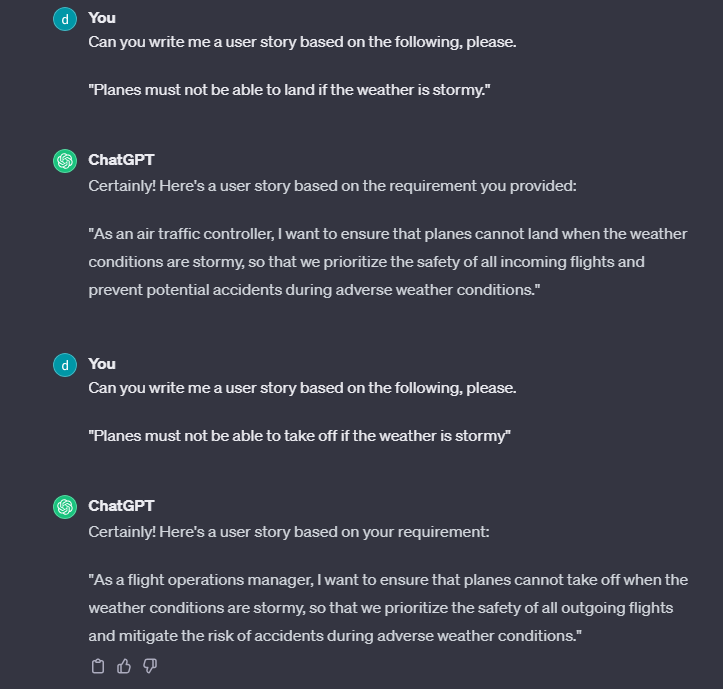 d
You
Can you write me a user story based on the following, please.
"Planes must not be able to land if the weather is stormy."
ChatGPT
Certainly! Here's a user story based on the requirement you provided:
"As an air traffic controller, I want to ensure that planes cannot land when the weather
conditions are stormy, so that we prioritize the safety of all incoming flights and
prevent potential accidents during adverse weather conditions."
d
You
Can you write me a user story based on the following, please.
"Planes must not be able to take off if the weather is stormy"
ChatGPT
Certainly! Here's a user story based on your requirement:
"As a flight operations manager, I want to ensure that planes cannot take off when the
weather conditions are stormy, so that we prioritize the safety of all outgoing flights
and mitigate the risk of accidents during adverse weather conditions."